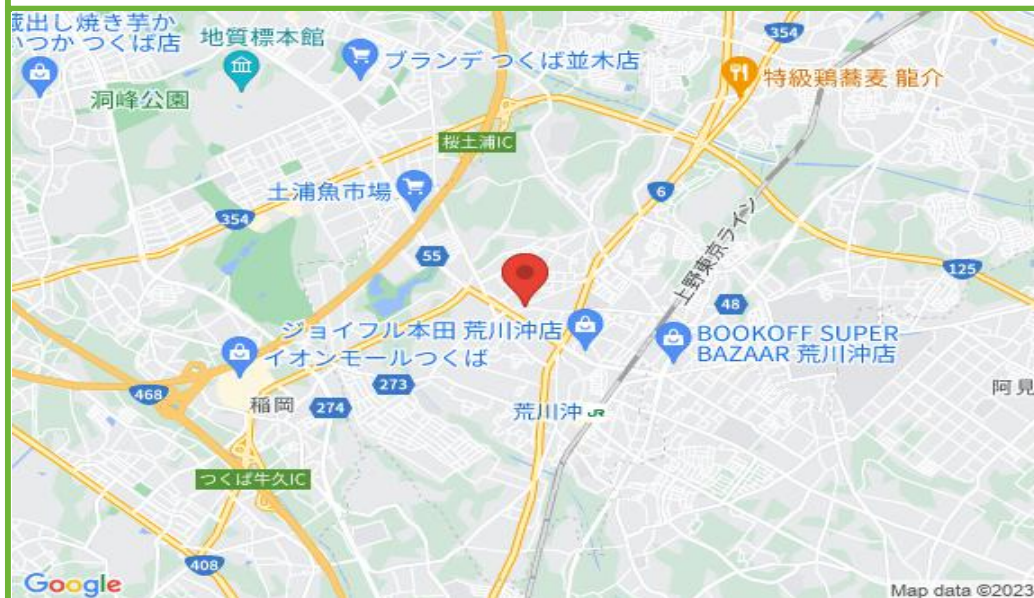 蔵出し焼き芋か
いつか つくば店
地質標本館
洞峰公園
ブランデ つくば並木店
354
特級鶏蕎麦 龍介
桜土浦IC
土浦魚市場
6
354
上野東京ライン
55
125
48
ジョイフル本田 荒川沖店
イオンモールつくば
BOOKOFF SUPER
BAZAAR 荒川沖店
273
468
稲岡
274
荒川沖 JR
阿見
つくば牛久IC
408
Google
Map data ©2023